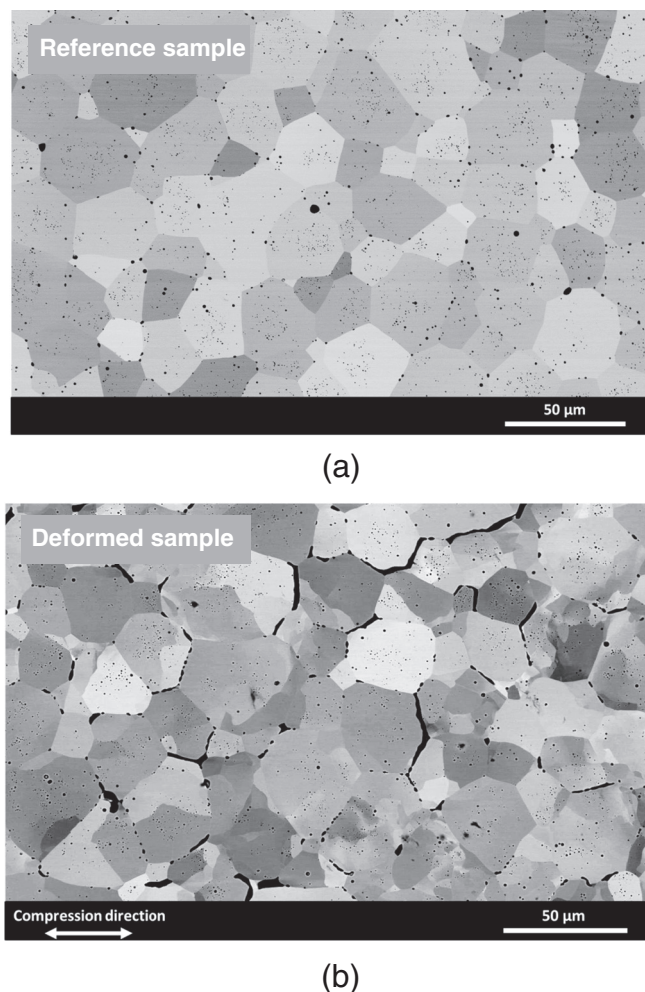 Reference sample
50 µm
(a)
Deformed sample
Compression direction
50 µm
(b)